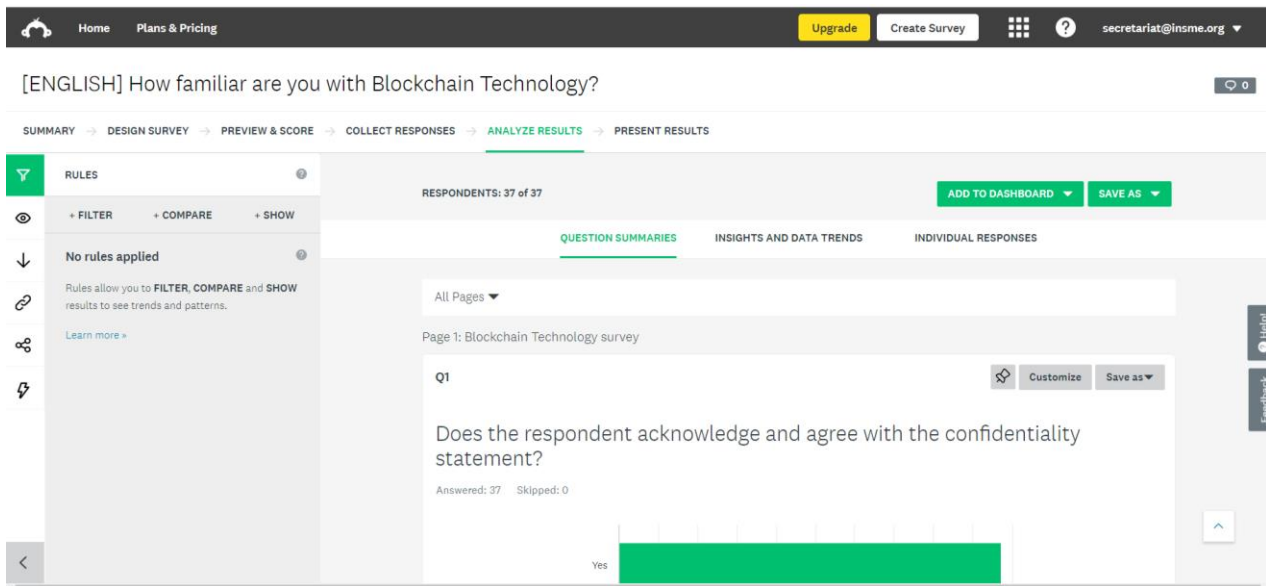 Home Plans & Pricing Upgrade Create Survey secretariat@insme.org
[ENGLISH] How familiar are you with Blockchain Technology?
0
SUMMARY DESIGN SURVEY PREVIEW & SCORE COLLECT RESPONSES ANALYZE RESULTS PRESENT RESULTS
RULES
+ FILTER + COMPARE + SHOW
No rules applied
Rules allow you to FILTER, COMPARE and SHOW
results to see trends and patterns.
Learn more »
RESPONDENTS: 37 of 37
ADD TO DASHBOARD SAVE AS
QUESTION SUMMARIES INSIGHTS AND DATA TRENDS INDIVIDUAL RESPONSES
All Pages
Page 1: Blockchain Technology survey
Q1
Customize Save as
Does the respondent acknowledge and agree with the confidentiality
statement?
Answered: 37 Skipped: 0
Yes
Help!
Feedback